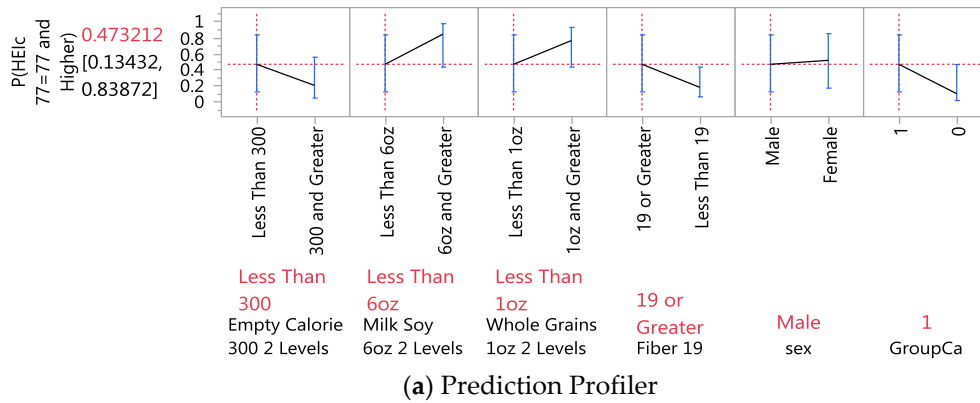 P(HEIc
77=77 and
Higher)
0.473212
[0.13432,
0.83872]
1
0.8
0.6
0.4
0.2
0
Less Than 300
300 and Greater
Less Than 6oz
6oz and Greater
Less Than 1oz
1oz and Greater
19 or Greater
Less Than 19
Male
Female
1
0
Less Than
300
Empty Calorie
300 2 Levels
Less Than
6oz
Milk Soy
6oz 2 Levels
Less Than
1oz
Whole Grains
1oz 2 Levels
19 or
Greater
Fiber 19
Male
sex
1
GroupCa
(a) Prediction Profiler